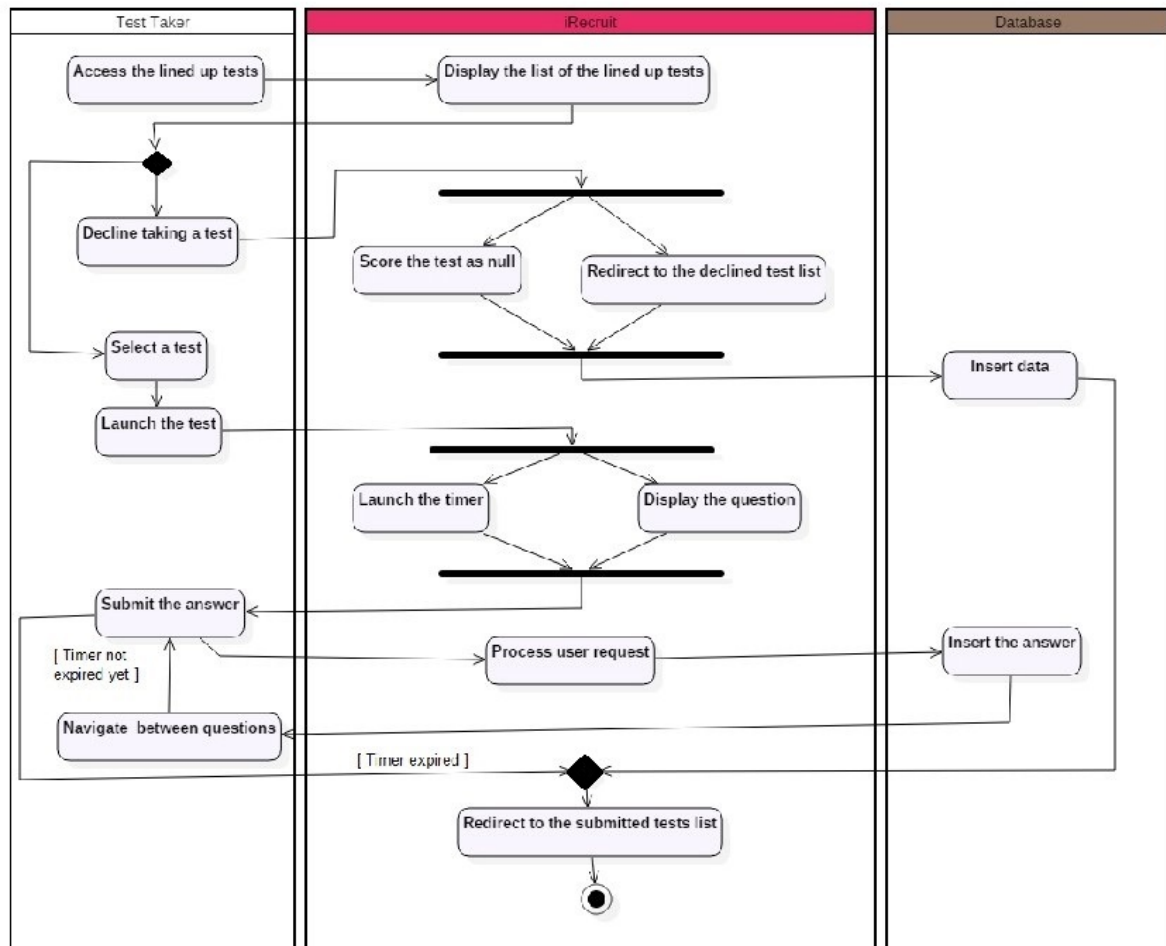 Test Taker
iRecruit
Database
Access the lined up tests
Display the list of the lined up tests
Decline taking a test
Score the test as null
Redirect to the declined test list
Select a test
Insert data
Launch the test
Launch the timer
Display the question
Submit the answer
Process user request
Insert the answer
[ Timer not
expired yet ]
Navigate between questions
[ Timer expired ]
Redirect to the submitted tests list